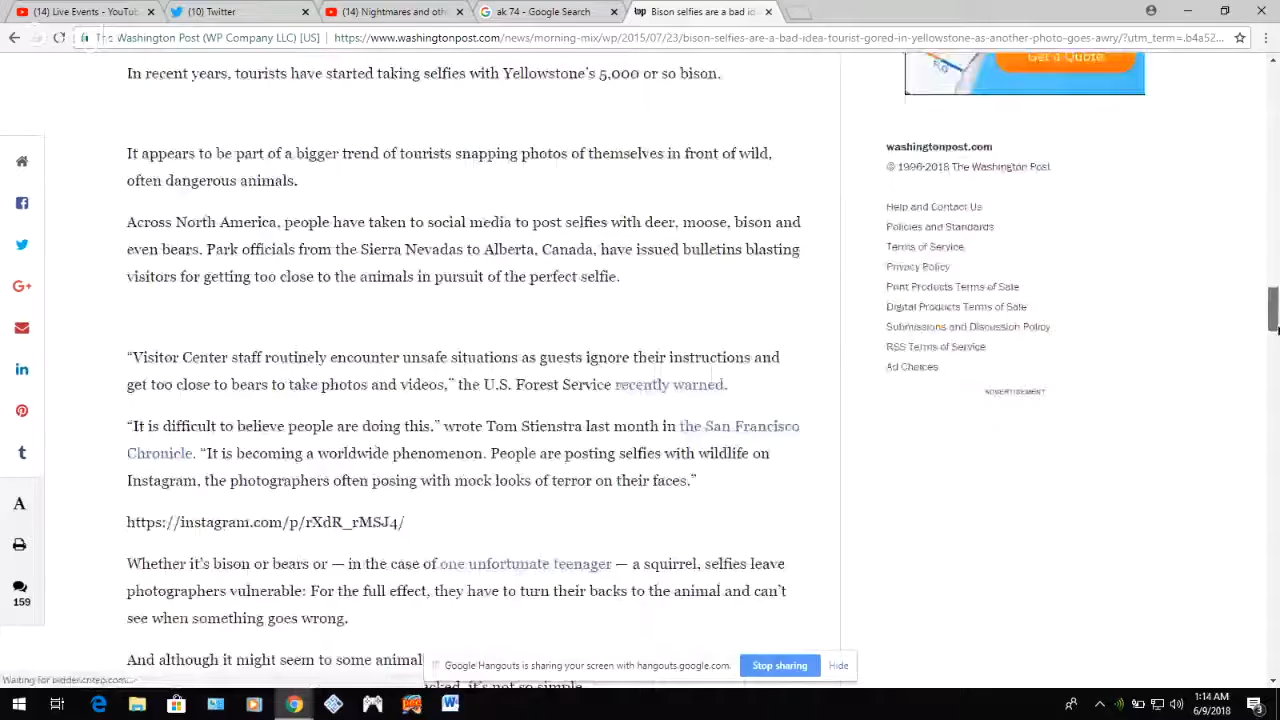 (14) Live Events - YouTube
(10) Twitter
(14) Nightmares and oth
ak 74 - Google Search
wp Bison selfies are a bad id
The Washington Post (WP Company LLC) [US] | https://www.washingtonpost.com/news/morning-mix/wp/2015/07/23/bison-selfies-are-a-bad-idea-tourist-gored-in-yellowstone-as-another-photo-goes-awry/?utm_term=.b4a52...
In recent years, tourists have started taking selfies with Yellowstone's 5,000 or so bison.
It appears to be part of a bigger trend of tourists snapping photos of themselves in front of wild,
often dangerous animals.
Across North America, people have taken to social media to post selfies with deer, moose, bison and
even bears. Park officials from the Sierra Nevadas to Alberta, Canada, have issued bulletins blasting
visitors for getting too close to the animals in pursuit of the perfect selfie.
“Visitor Center staff routinely encounter unsafe situations as guests ignore their instructions and
get too close to bears to take photos and videos,” the U.S. Forest Service recently warned.
“It is difficult to believe people are doing this.” wrote Tom Stienstra last month in the San Francisco
Chronicle. “It is becoming a worldwide phenomenon. People are posting selfies with wildlife on
Instagram, the photographers often posing with mock looks of terror on their faces.”
https://instagram.com/p/rXdR_rMSJ4/
Whether it’s bison or bears or — in the case of one unfortunate teenager — a squirrel, selfies leave
photographers vulnerable: For the full effect, they have to turn their backs to the animal and can’t
see when something goes wrong.
And although it might seem to some animal
icked, it’s not so simple
159
Get a Quote
washingtonpost.com
© 1996-2018 The Washington Post
Help and Contact Us
Policies and Standards
Terms of Service
Privacy Policy
Print Products Terms of Sale
Digital Products Terms of Sale
Submissions and Discussion Policy
RSS Terms of Service
Ad Choices
ADVERTISEMENT
Google Hangouts is sharing your screen with hangouts.google.com.
Stop sharing
Hide
1:14 AM
6/9/2018